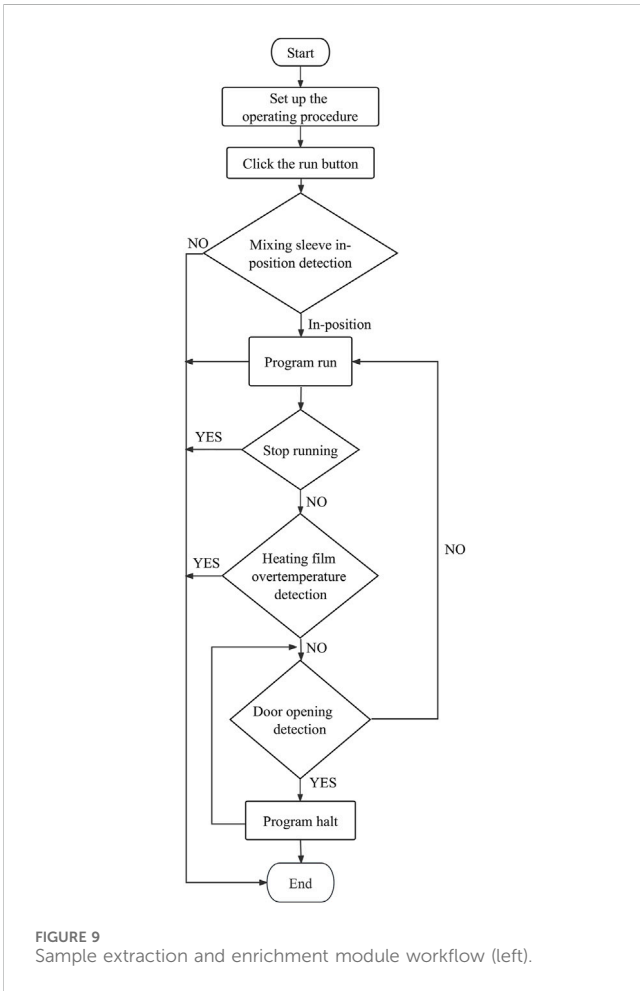 Start
Set up the
operating procedure
Click the run button
NO
Mixing sleeve in-
position detection
In-position
Program run
YES
Stop running
NO
YES
Heating film
overtemperature
detection
NO
NO
Door opening
detection
YES
Program halt
End
FIGURE 9
Sample extraction and enrichment module workflow (left).